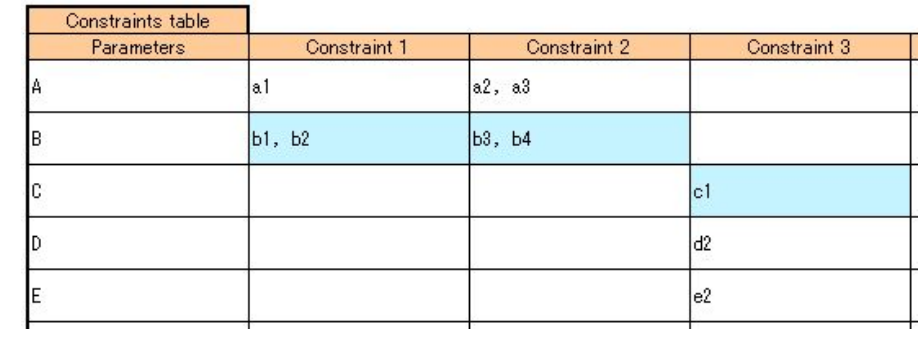 Constraints table
Parameters Constraint 1 Constraint 2 Constraint 3
A a1 a2, a3
B b1, b2 b3, b4
C c1
D d2
E e2